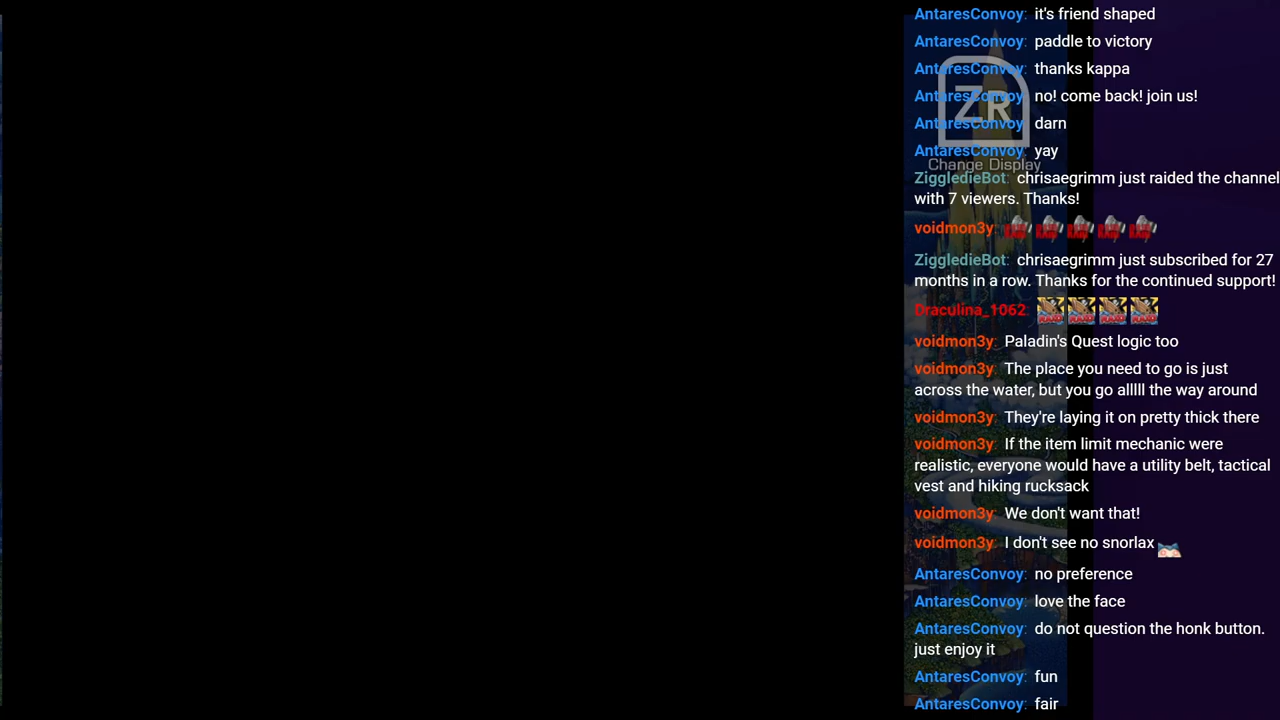 AntaresConvoy: it's friend shaped
AntaresConvoy: paddle to victory
AntaresConvoy: thanks kappa
AntaresConvoy: no! come back! join us!
ZR
AntaresConvoy: darn
AntaresConvoy: yay
Change Display
ZiggledieBot: chrisaegrimm just raided the channel
with 7 viewers. Thanks!
voidmon3y:
ZiggledieBot: chrisaegrimm just subscribed for 27
months in a row. Thanks for the continued support!
Draculina_1062:
voidmon3y: Paladin's Quest logic too
voidmon3y: The place you need to go is just
across the water, but you go alllll the way around
voidmon3y: They're laying it on pretty thick there
voidmon3y: If the item limit mechanic were
realistic, everyone would have a utility belt, tactical
vest and hiking rucksack
voidmon3y: We don't want that!
voidmon3y: I don't see no snorlax
AntaresConvoy: no preference
AntaresConvoy: love the face
AntaresConvoy: do not question the honk button.
just enjoy it
AntaresConvoy: fun
AntaresConvoy: fair